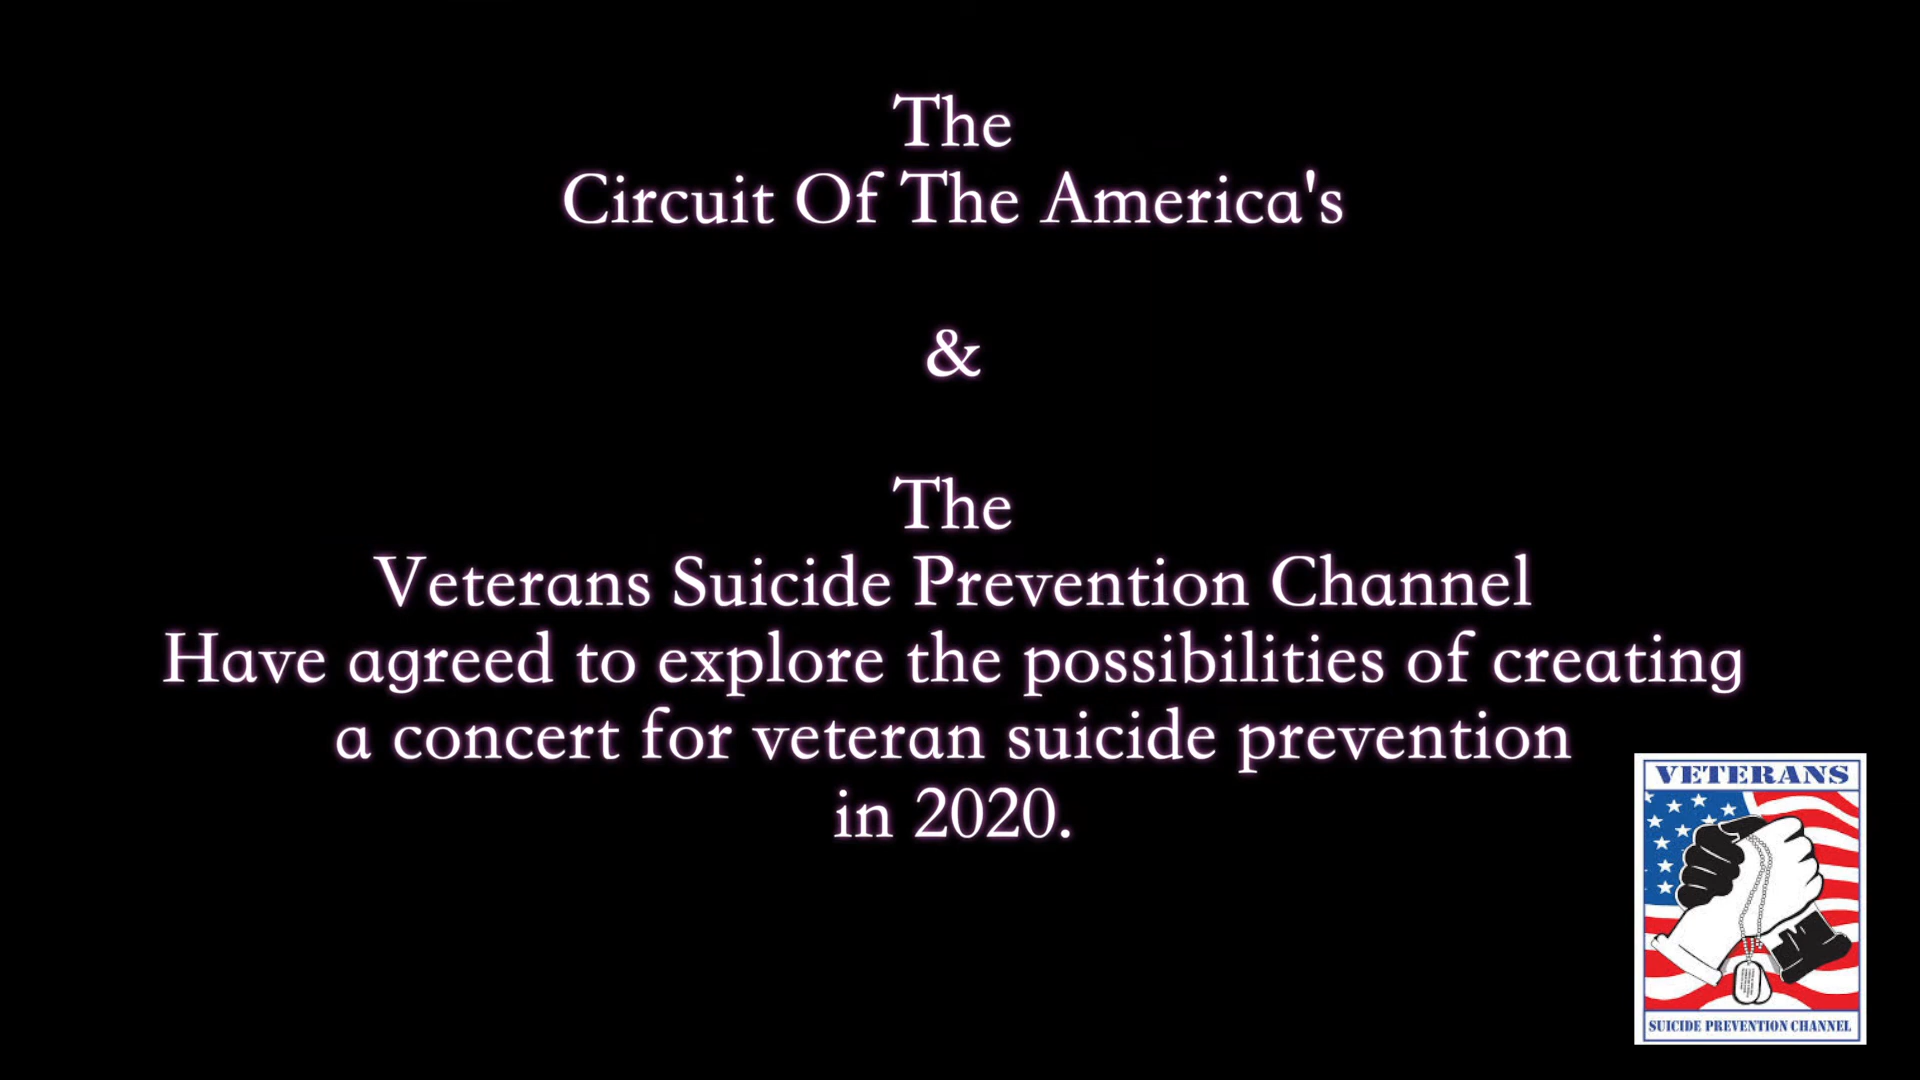 The
Circuit Of The America's
&
The
Veterans Suicide Prevention Channel
Have agreed to explore the possibilities of creating
a concert for veteran suicide prevention
in 2020.
VETERANS
SUICIDE PREVENTION CHANNEL